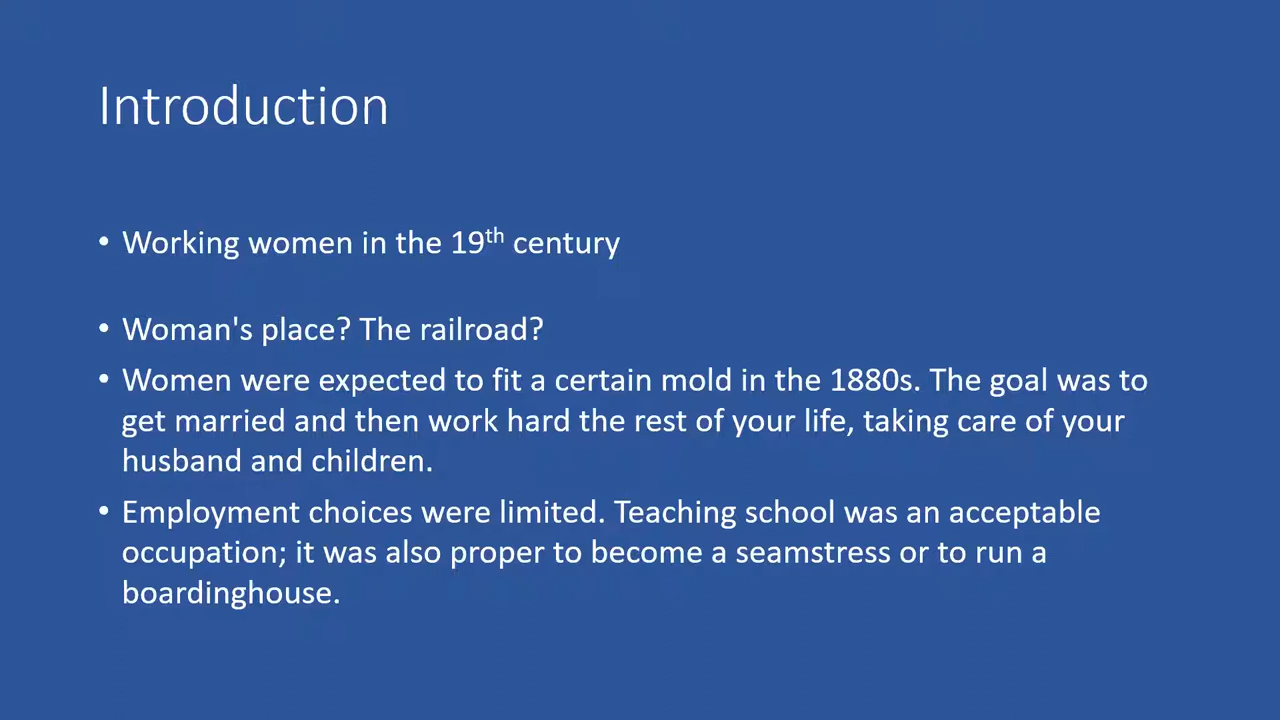 Introduction
• Working women in the 19th century
• Woman's place? The railroad?
• Women were expected to fit a certain mold in the 1880s. The goal was to
get married and then work hard the rest of your life, taking care of your
husband and children.
• Employment choices were limited. Teaching school was an acceptable
occupation; it was also proper to become a seamstress or to run a
boardinghouse.